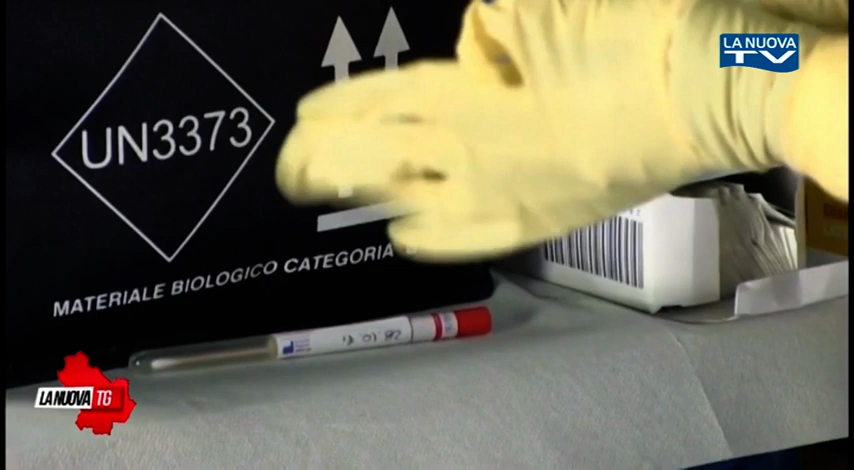 LA NUOVA
TV
UN3373
MATERIALE BIOLOGICO CATEGORIA
LA NUOVA TG